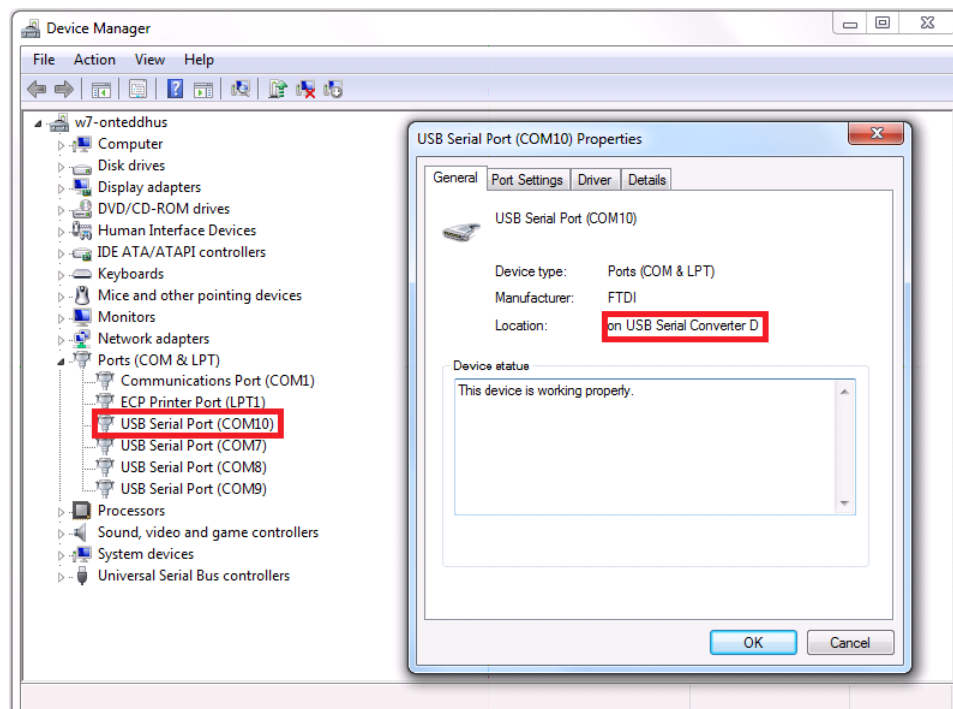 Device Manager
File Action View Help
w7-onteddhus
Computer
Disk drives
Display adapters
DVD/CD-ROM drives
Human Interface Devices
IDE ATA/ATAPI controllers
Keyboards
Mice and other pointing devices
Monitors
Network adapters
Ports (COM & LPT)
Communications Port (COM1)
ECP Printer Port (LPT1)
USB Serial Port (COM10)
USB Serial Port (COM7)
USB Serial Port (COM8)
USB Serial Port (COM9)
Processors
Sound, video and game controllers
System devices
Universal Serial Bus controllers
USB Serial Port (COM10) Properties
General Port Settings Driver Details
USB Serial Port (COM10)
Device type: Ports (COM & LPT)
Manufacturer: FTDI
Location: on USB Serial Converter D
Device status
This device is working properly.
OK Cancel